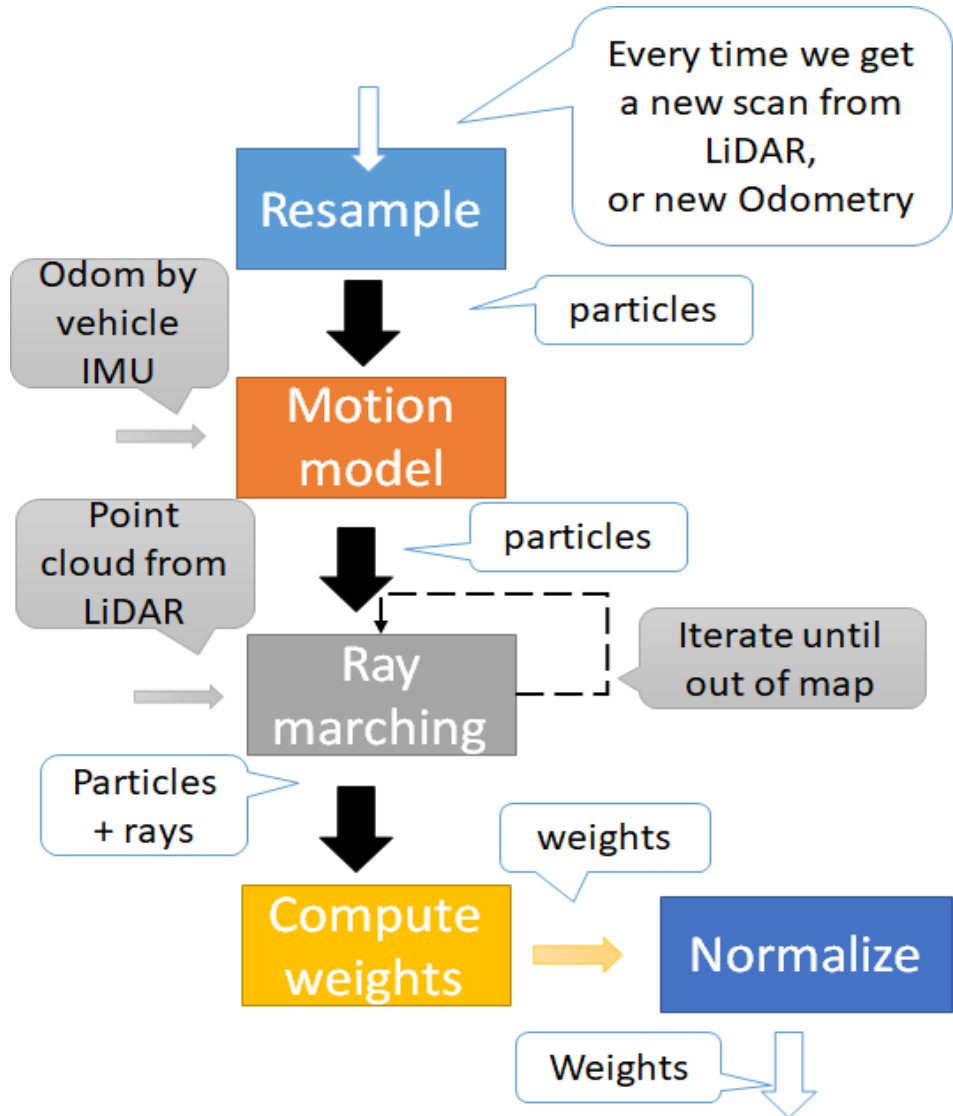 Every time we get
a new scan from
LiDAR,
or new Odometry
Resample
particles
Odom by
vehicle
IMU
Motion
model
particles
Point
cloud from
LiDAR
Ray
marching
Iterate until
out of map
Particles
+ rays
weights
Compute
weights
Normalize
Weights